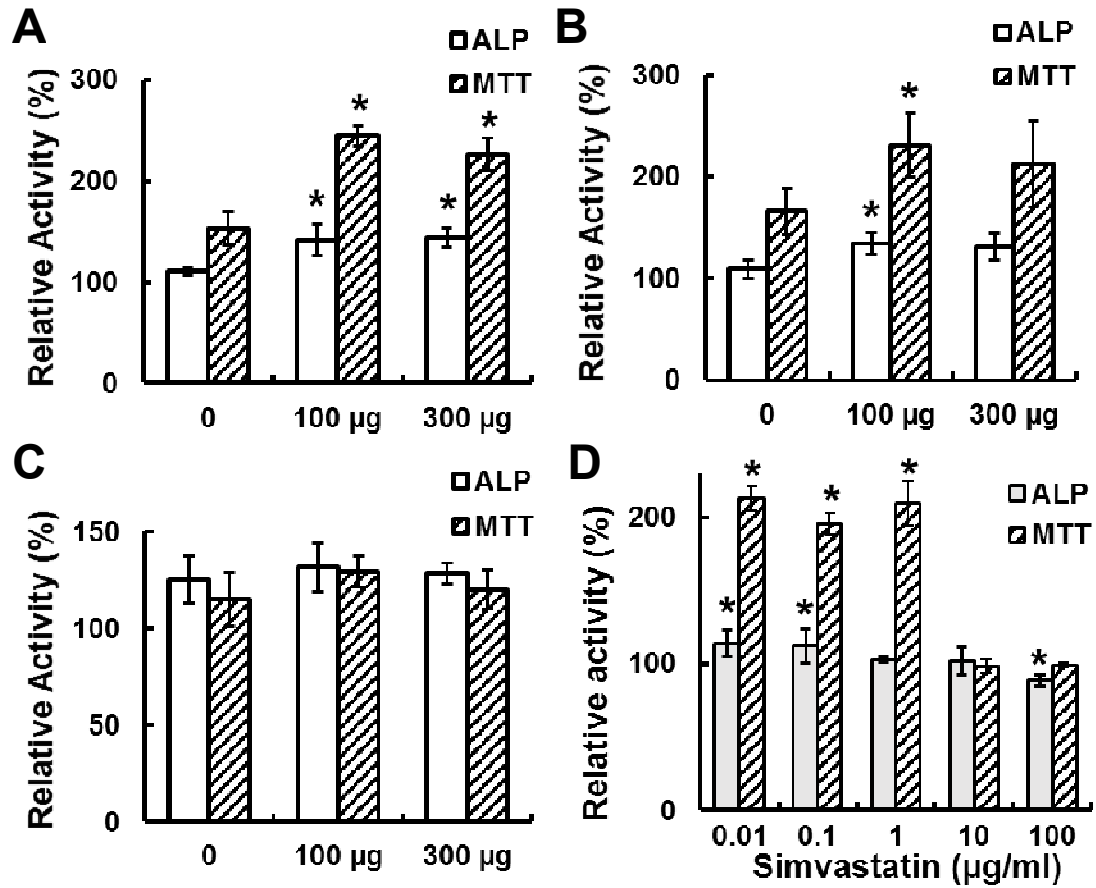 A
ALP
MTT
Relative Activity (%)
300
200
100
0
* * * *
0 100 µg 300 µg
B
ALP
MTT
Relative Activity (%)
300
200
100
0
* *
0 100 µg 300 µg
C
ALP
MTT
Relative Activity (%)
150
100
50
0
0 100 µg 300 µg
D
ALP
MTT
Relative activity (%)
200
100
0
* * * * * *
0.01 0.1 1 10 100
Simvastatin (µg/ml)